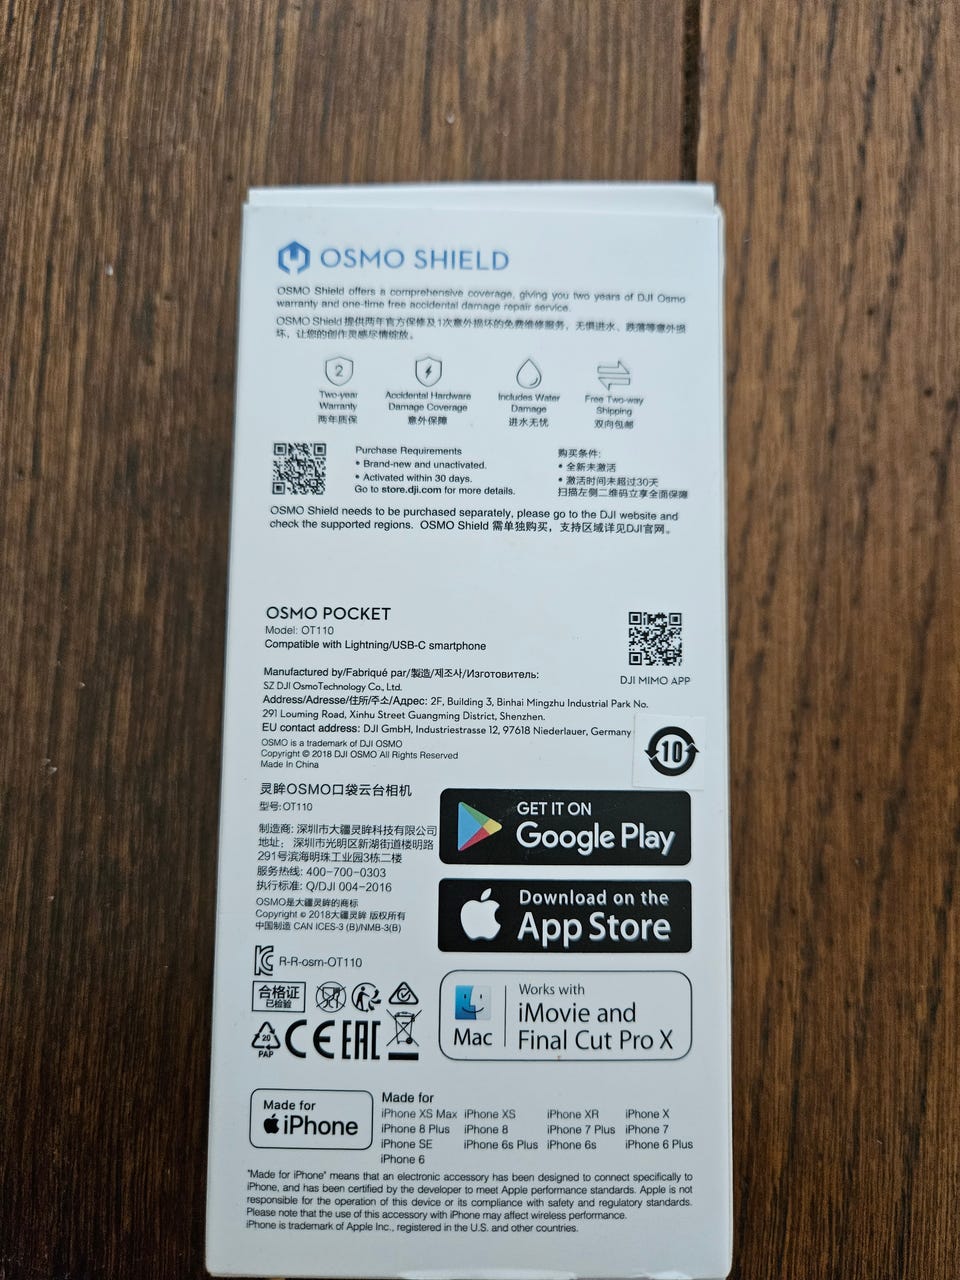 OSMO SHIELD
OSMO Shield offers a comprehensive coverage, giving you two years of DJI Osmo
warranty and one-time free accidental damage repair service.
OSMO Shield 提供两年官方保修及1次意外损坏的免费维修服务，无惧进水、跌落等意外损
坏，让您的创作灵感尽情绽放。
2
Two-year
Warranty
两年质保
Accidental Hardware
Damage Coverage
意外保障
Includes Water
Damage
进水无忧
Free Two-way
Shipping
双向包邮
Purchase Requirements
• Brand-new and unactivated.
• Activated within 30 days.
Go to store.dji.com for more details.
购买条件:
• 全新未激活
• 激活时间未超过30天
扫描左侧二维码立享全面保障
OSMO Shield needs to be purchased separately, please go to the DJI website and
check the supported regions. OSMO Shield 需单独购买，支持区域详见DJI官网。
OSMO POCKET
Model: OT110
Compatible with Lightning/USB-C smartphone
DJI MIMO APP
Manufactured by/Fabriqué par/製造/제조사/Изготовитель:
SZ DJI OsmoTechnology Co., Ltd.
Address/Adresse/住所/주소/Адрес: 2F, Building 3, Binhai Mingzhu Industrial Park No.
291 Louming Road, Xinhu Street Guangming District, Shenzhen.
EU contact address: DJI GmbH, Industriestrasse 12, 97618 Niederlauer, Germany
OSMO is a trademark of DJI OSMO
Copyright © 2018 DJI OSMO All Rights Reserved
Made in China
10
灵眸OSMO口袋云台相机
型号:OT110
制造商: 深圳市大疆灵眸科技有限公司
地址： 深圳市光明区新湖街道楼明路
291号滨海明珠工业园3栋二楼
服务热线: 400-700-0303
执行标准: Q/DJI 004-2016
OSMO是大疆灵眸的商标
Copyright © 2018大疆灵眸 版权所有
中国制造 CAN ICES-3 (B)/NMB-3(B)
GET IT ON
Google Play
Download on the
App Store
R-R-osm-OT110
合格证
已检验
20
PAP
CE EAC
Works with
iMovie and
Final Cut Pro X
Mac
Made for
iPhone
Made for
iPhone XS Max iPhone XS iPhone XR iPhone X
iPhone 8 Plus iPhone 8 iPhone 7 Plus iPhone 7
iPhone SE iPhone 6s Plus iPhone 6s iPhone 6 Plus
iPhone 6
"Made for iPhone" means that an electronic accessory has been designed to connect specifically to
iPhone, and has been certified by the developer to meet Apple performance standards. Apple is not
responsible for the operation of this device or its compliance with safety and regulatory standards.
Please note that the use of this accessory with iPhone may affect wireless performance.
iPhone is trademark of Apple Inc., registered in the U.S. and other countries.